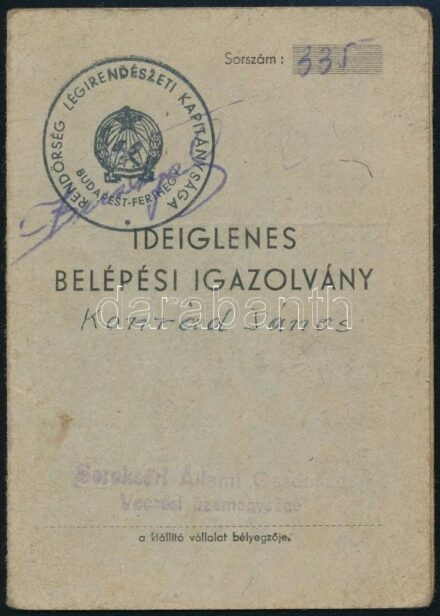 Sorszám: 335
RENDŐRSÉG LÉGIRENDÉSZETI KAPITÁNYSÁGA
BUDAPEST-FERIHEGY
IDEIGLENES
BELÉPÉSI IGAZOLVÁNY
darabanth
Konrád János
Soroksári Állami Gazdaság
Vecsési üzemegység
a kiállító vállalat bélyegzője.